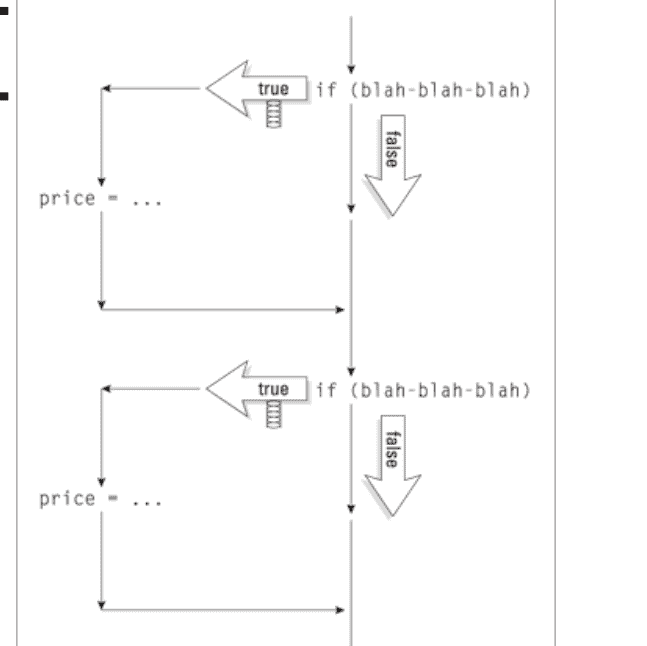 true if (blah-blah-blah)
false
price = ...
true if (blah-blah-blah)
false
price = ...